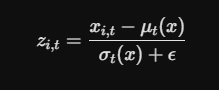 z_{i,t} = \frac{x_{i,t} - \mu_t(x)}{\sigma_t(x) + \epsilon}